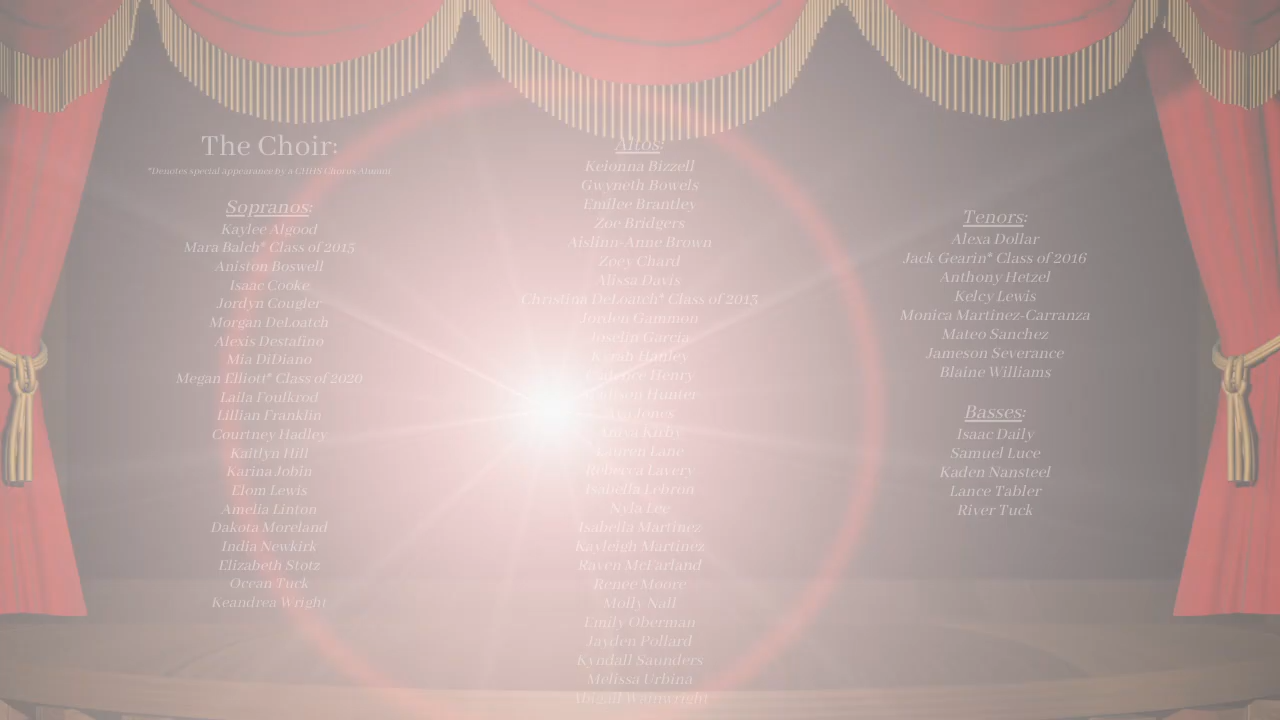 The Choir:
*Denotes special appearance by a CHHS Chorus Alumni
Sopranos:
Kaylee Algood
Mara Balch* Class of 2015
Aniston Boswell
Isaac Cooke
Jordyn Cougler
Morgan DeLoatch
Alexis Destafino
Mia DiDiano
Megan Elliott* Class of 2020
Laila Foulkrod
Lillian Franklin
Courtney Hadley
Kaitlyn Hill
Karina Jobin
Elom Lewis
Amelia Linton
Dakota Moreland
India Newkirk
Elizabeth Stotz
Ocean Tuck
Keandrea Wright
Altos:
Keionna Bizzell
Gwyneth Bowels
Emilee Brantley
Zoe Bridgers
Aislinn-Anne Brown
Zoey Chard
Alissa Davis
Christina DeLoatch* Class of 2015
Jorden Gammon
Joselin Garcia
Kyrah Hanley
Henry
Madison Hunter
Jones
Aniya Kirby
Lauren Lane
Rebecca Lavery
Isabella Lebron
Nyla Lee
Isabella Martinez
Kayleigh Martinez
Raven McFarland
Renee Moore
Molly Nall
Emily Oberman
Jayden Pollard
Kyndall Saunders
Melissa Urbina
Abigail Wainwright
Tenors:
Alexa Dollar
Jack Gearin* Class of 2016
Anthony Hetzel
Kelcy Lewis
Monica Martinez-Carranza
Mateo Sanchez
Jameson Severance
Blaine Williams
Basses:
Isaac Daily
Samuel Luce
Kaden Nansteel
Lance Tabler
River Tuck